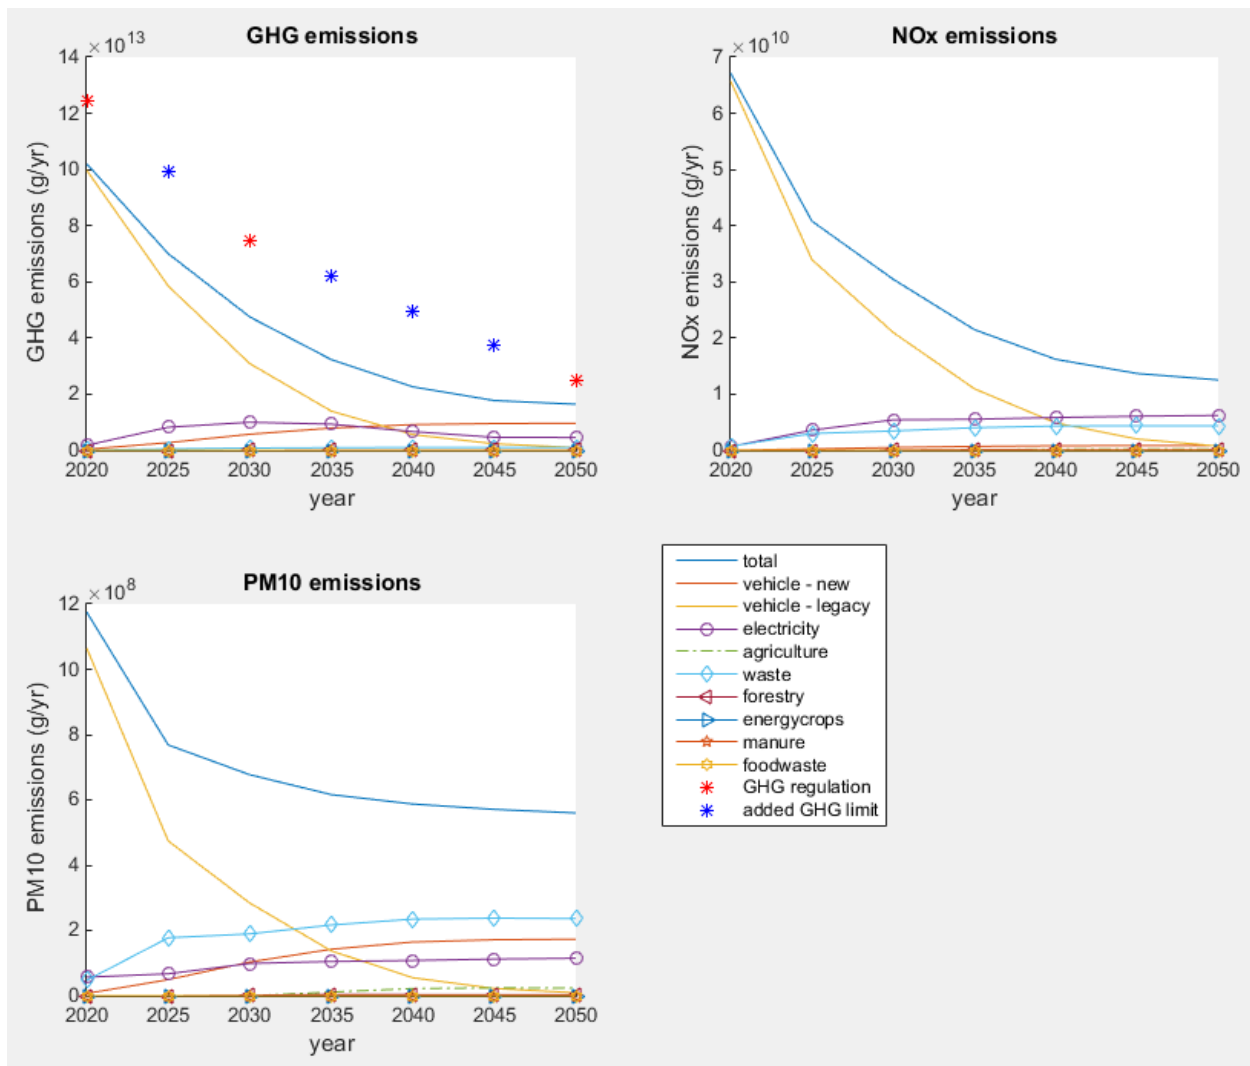 GHG emissions
×10^13
14
12
10
8
6
4
2
0
GHG emissions (g/yr)
2020 2025 2030 2035 2040 2045 2050
year
NOx emissions
×10^10
7
6
5
4
3
2
1
0
NOx emissions (g/yr)
2020 2025 2030 2035 2040 2045 2050
year
PM10 emissions
×10^8
12
10
8
6
4
2
0
PM10 emissions (g/yr)
2020 2025 2030 2035 2040 2045 2050
year
total
vehicle - new
vehicle - legacy
electricity
agriculture
waste
forestry
energycrops
manure
foodwaste
GHG regulation
added GHG limit